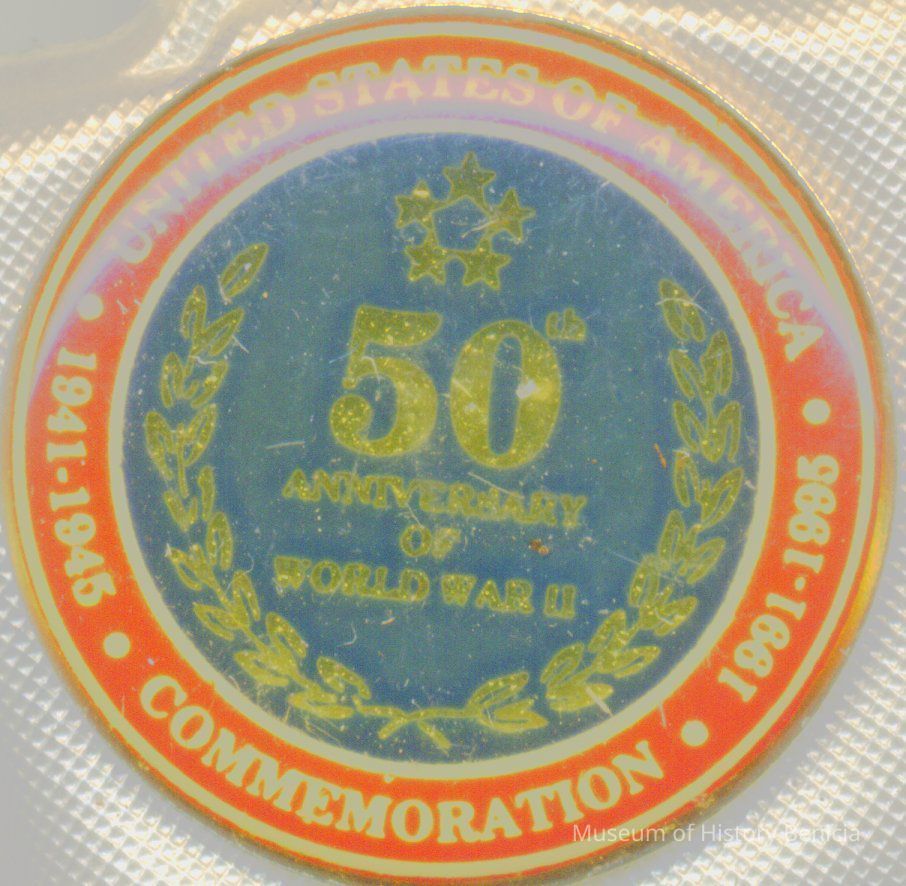 UNITED STATES OF AMERICA
1941-1945
1991-1995
COMMEMORATION
50th
ANNIVERSARY
OF
WORLD WAR II
Museum of History Benicia